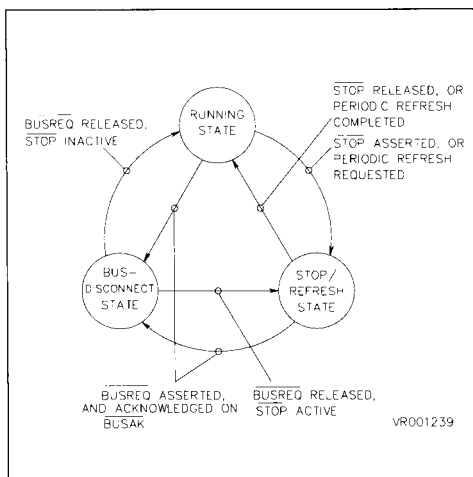 RUNNING
STATE
BUSREQ RELEASED,
STOP INACTIVE
STOP RELEASED, OR
PERIODIC REFRESH
COMPLETED
STOP ASSERTED, OR
PERIODIC REFRESH
REQUESTED
BUS-
DISCONNECT
STATE
STOP/
REFRESH
STATE
BUSREQ ASSERTED,
AND ACKNOWLEDGED ON
BUSAK
BUSREQ RELEASED,
STOP ACTIVE
VR001239